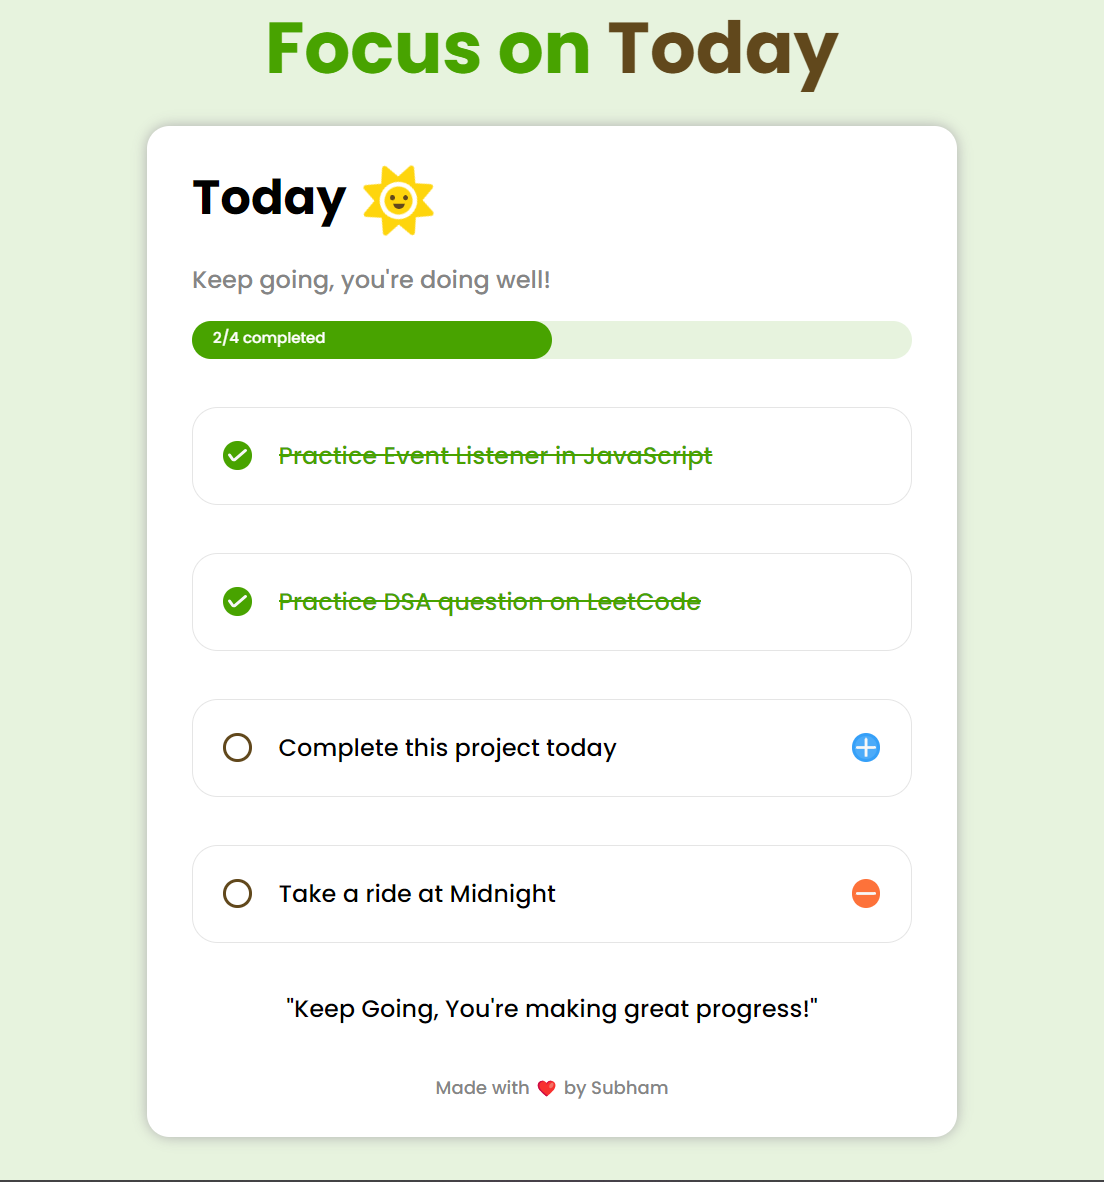 Focus on Today
Today
Keep going, you're doing well!
2/4 completed
Practice Event Listener in JavaScript
Practice DSA question on LeetCode
Complete this project today
Take a ride at Midnight
"Keep Going, You're making great progress!"
Made with ❤️ by Subham